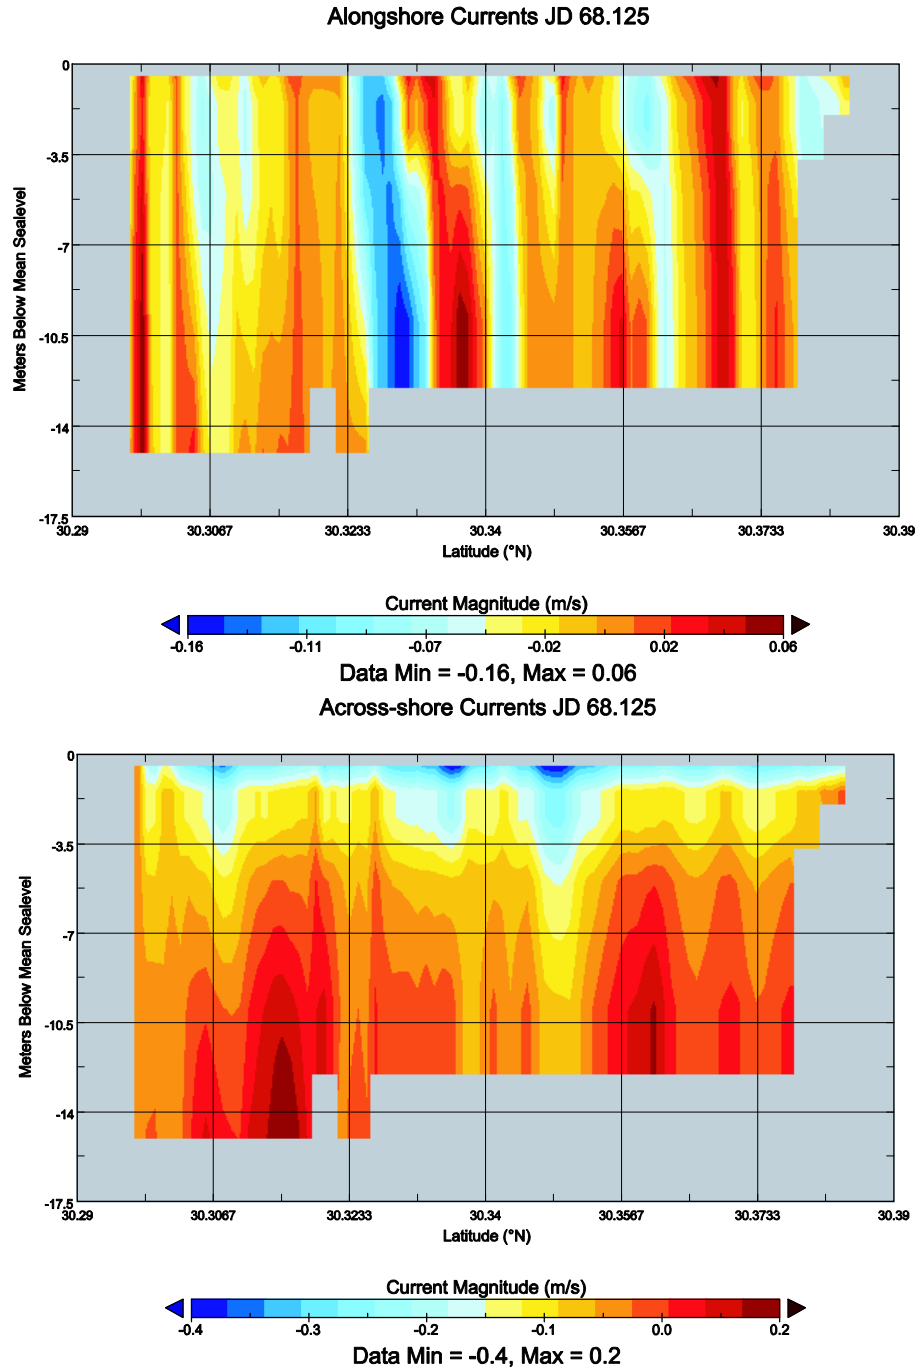 Alongshore Currents JD 68.125
0
-3.5
-7
-10.5
-14
-17.5
Meters Below Mean Sealevel
30.29 30.3067 30.3233 30.34 30.3567 30.3733 30.39
Latitude (°N)
Current Magnitude (m/s)
-0.16 -0.11 -0.07 -0.02 0.02 0.06
Data Min = -0.16, Max = 0.06
Across-shore Currents JD 68.125
0
-3.5
-7
-10.5
-14
-17.5
Meters Below Mean Sealevel
30.29 30.3067 30.3233 30.34 30.3567 30.3733 30.39
Latitude (°N)
Current Magnitude (m/s)
-0.4 -0.3 -0.2 -0.1 0.0 0.2
Data Min = -0.4, Max = 0.2